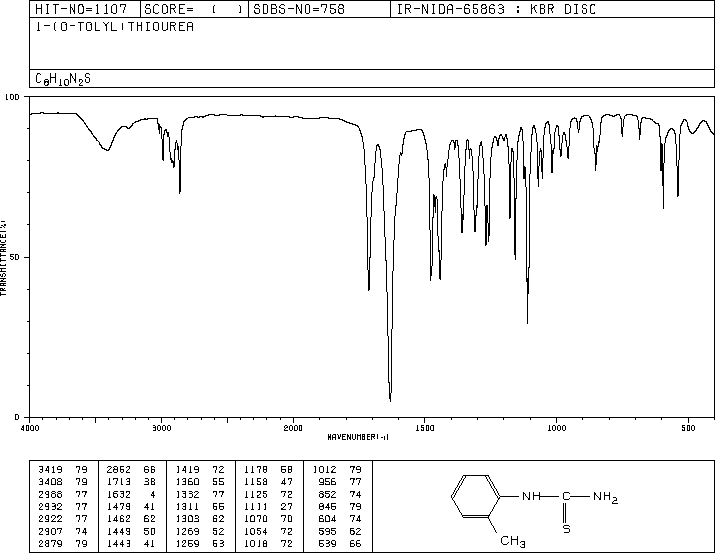 HIT-NO=1107 SCORE= ( ) SDBS-NO=758 IR-NIDA-65863 : KBR DISC
1-(O-TOLYL)THIOUREA
C8H10N2S
100
50
0
TRANSMITTANCE(%)
4000 3000 2000 1500 1000 500
WAVENUMBER(-1)
3419 79 2862 66 1419 72 1178 58 1012 79
3408 79 1713 38 1360 55 1158 47 956 77
2988 77 1632 4 1332 77 1125 72 852 74
2932 77 1479 41 1311 55 1111 27 845 79
2922 77 1462 62 1303 62 1070 70 604 74
2907 74 1449 50 1269 52 1054 72 595 62
2879 79 1443 41 1259 53 1018 72 539 66
NH C NH2
S
CH3